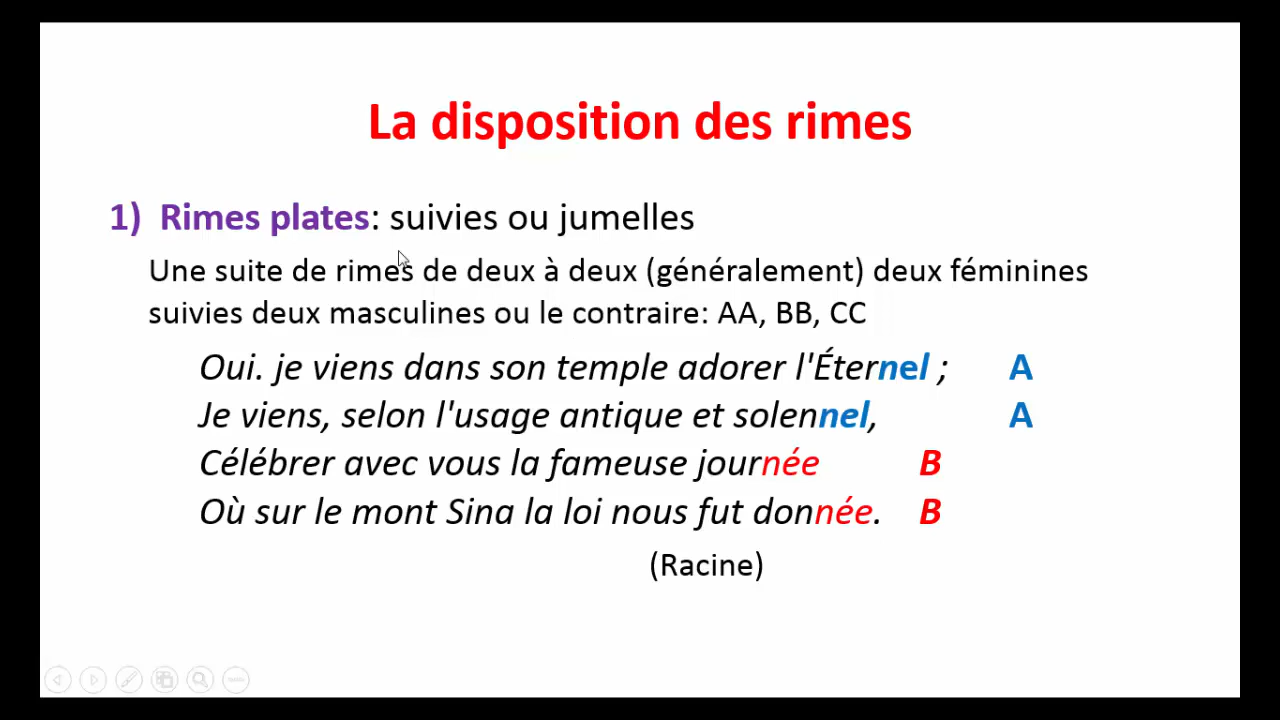 La disposition des rimes
1) Rimes plates: suivies ou jumelles
Une suite de rimes de deux à deux (généralement) deux féminines
suivies deux masculines ou le contraire: AA, BB, CC
Oui. je viens dans son temple adorer l'Éternel ; A
Je viens, selon l'usage antique et solennel, A
Célébrer avec vous la fameuse journée B
Où sur le mont Sina la loi nous fut donnée. B
(Racine)